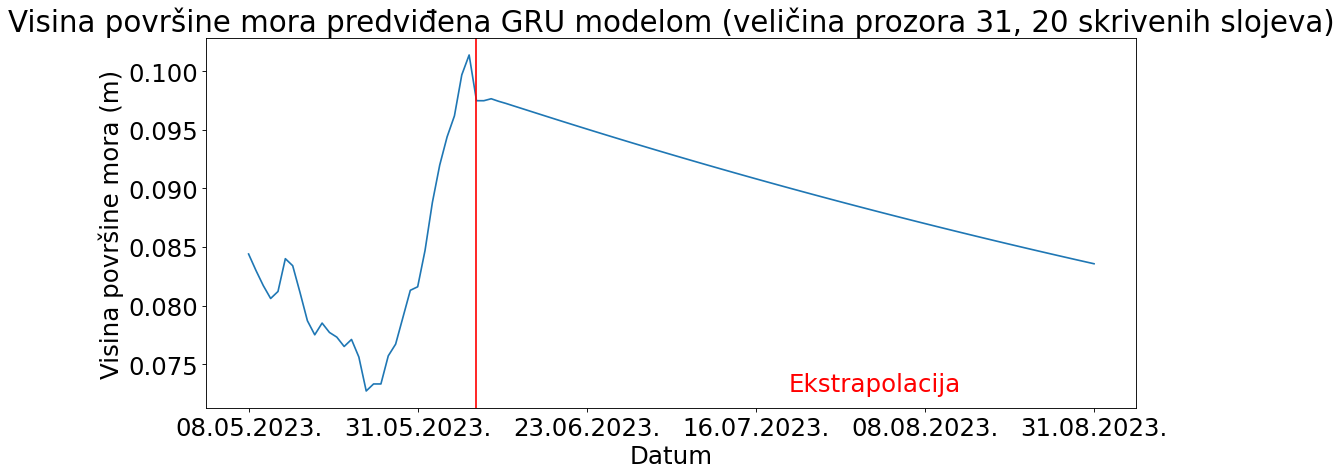 Visina površine mora predviđena GRU modelom (veličina prozora 31, 20 skrivenih slojeva)
Visina površine mora (m)
0.100
0.095
0.090
0.085
0.080
0.075
Ekstrapolacija
08.05.2023. 31.05.2023. 23.06.2023. 16.07.2023. 08.08.2023. 31.08.2023.
Datum